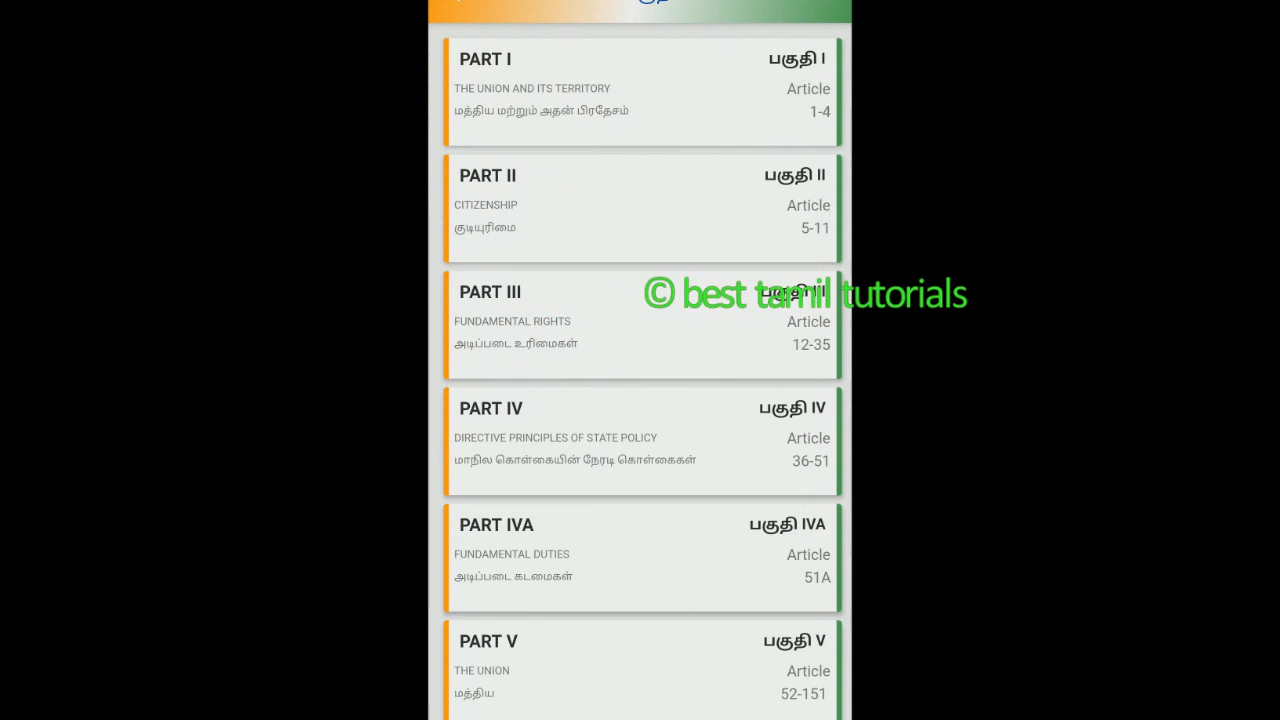 PART I பகுதி I
THE UNION AND ITS TERRITORY Article
மத்திய மற்றும் அதன் பிரதேசம் 1-4
PART II பகுதி II
CITIZENSHIP Article
குடியுரிமை 5-11
PART III பகுதி III
© best tamil tutorials
FUNDAMENTAL RIGHTS Article
அடிப்படை உரிமைகள் 12-35
PART IV பகுதி IV
DIRECTIVE PRINCIPLES OF STATE POLICY Article
மாநில கொள்கையின் நேரடி கொள்கைகள் 36-51
PART IVA பகுதி IVA
FUNDAMENTAL DUTIES Article
அடிப்படை கடமைகள் 51A
PART V பகுதி V
THE UNION Article
மத்திய 52-151